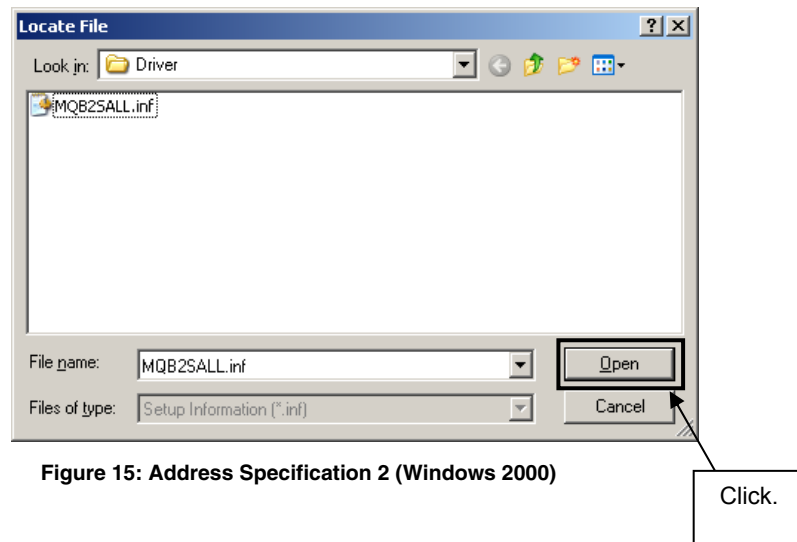 Locate File
Look in: Driver
MQB2SALL.inf
File name: MQB2SALL.inf
Open
Files of type: Setup Information (*.inf)
Cancel
Figure 15: Address Specification 2 (Windows 2000)
Click.